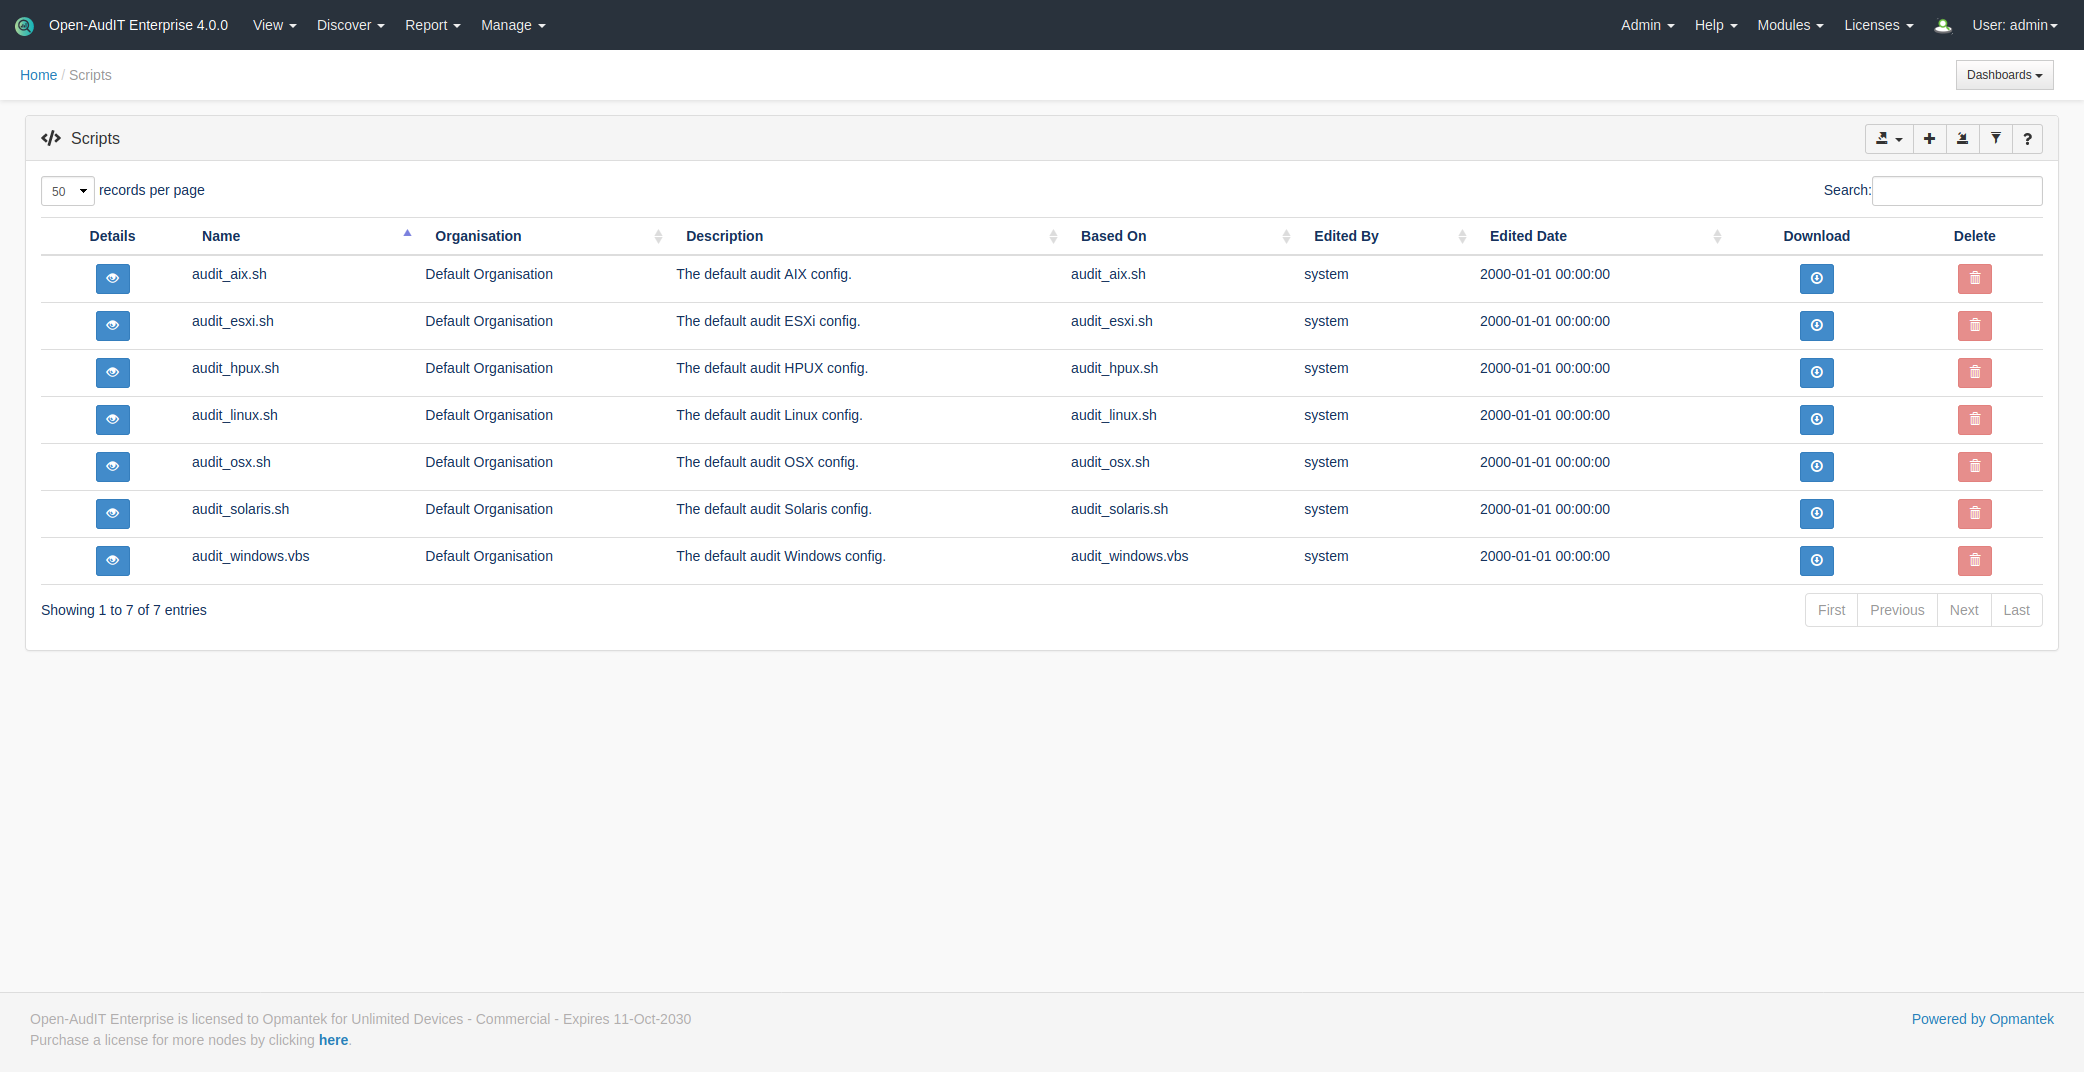 Open-AudIT Enterprise 4.0.0 View Discover Report Manage Admin Help Modules Licenses User: admin
Home / Scripts Dashboards
Scripts
50 records per page Search:
Details Name Organisation Description Based On Edited By Edited Date Download Delete
audit_aix.sh Default Organisation The default audit AIX config. audit_aix.sh system 2000-01-01 00:00:00
audit_esxi.sh Default Organisation The default audit ESXi config. audit_esxi.sh system 2000-01-01 00:00:00
audit_hpux.sh Default Organisation The default audit HPUX config. audit_hpux.sh system 2000-01-01 00:00:00
audit_linux.sh Default Organisation The default audit Linux config. audit_linux.sh system 2000-01-01 00:00:00
audit_osx.sh Default Organisation The default audit OSX config. audit_osx.sh system 2000-01-01 00:00:00
audit_solaris.sh Default Organisation The default audit Solaris config. audit_solaris.sh system 2000-01-01 00:00:00
audit_windows.vbs Default Organisation The default audit Windows config. audit_windows.vbs system 2000-01-01 00:00:00
Showing 1 to 7 of 7 entries First Previous Next Last
Open-AudIT Enterprise is licensed to Opmantek for Unlimited Devices - Commercial - Expires 11-Oct-2030 Powered by Opmantek
Purchase a license for more nodes by clicking here.